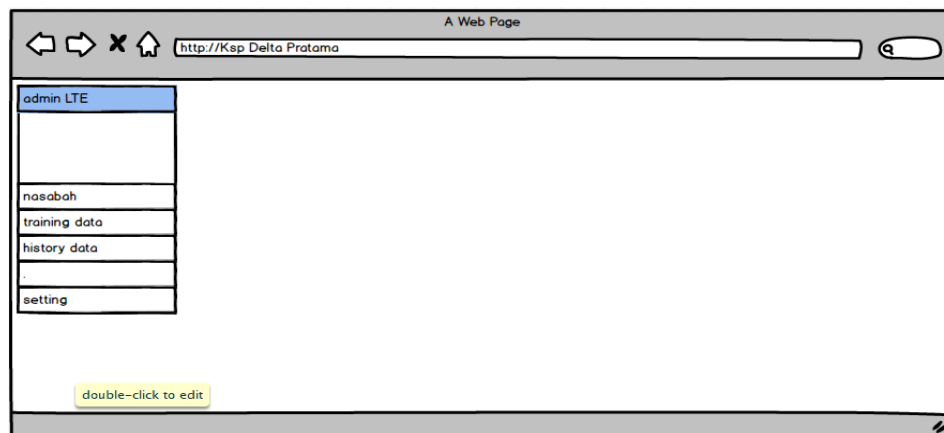 A Web Page
http://Ksp Delta Pratama
admin LTE
nasabah
training data
history data
.
setting
double-click to edit